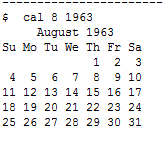 --------------------
$  cal 8 1963
    August 1963
Su Mo Tu We Th Fr Sa
             1  2  3
 4  5  6  7  8  9 10
11 12 13 14 15 16 17
18 19 20 21 22 23 24
25 26 27 28 29 30 31